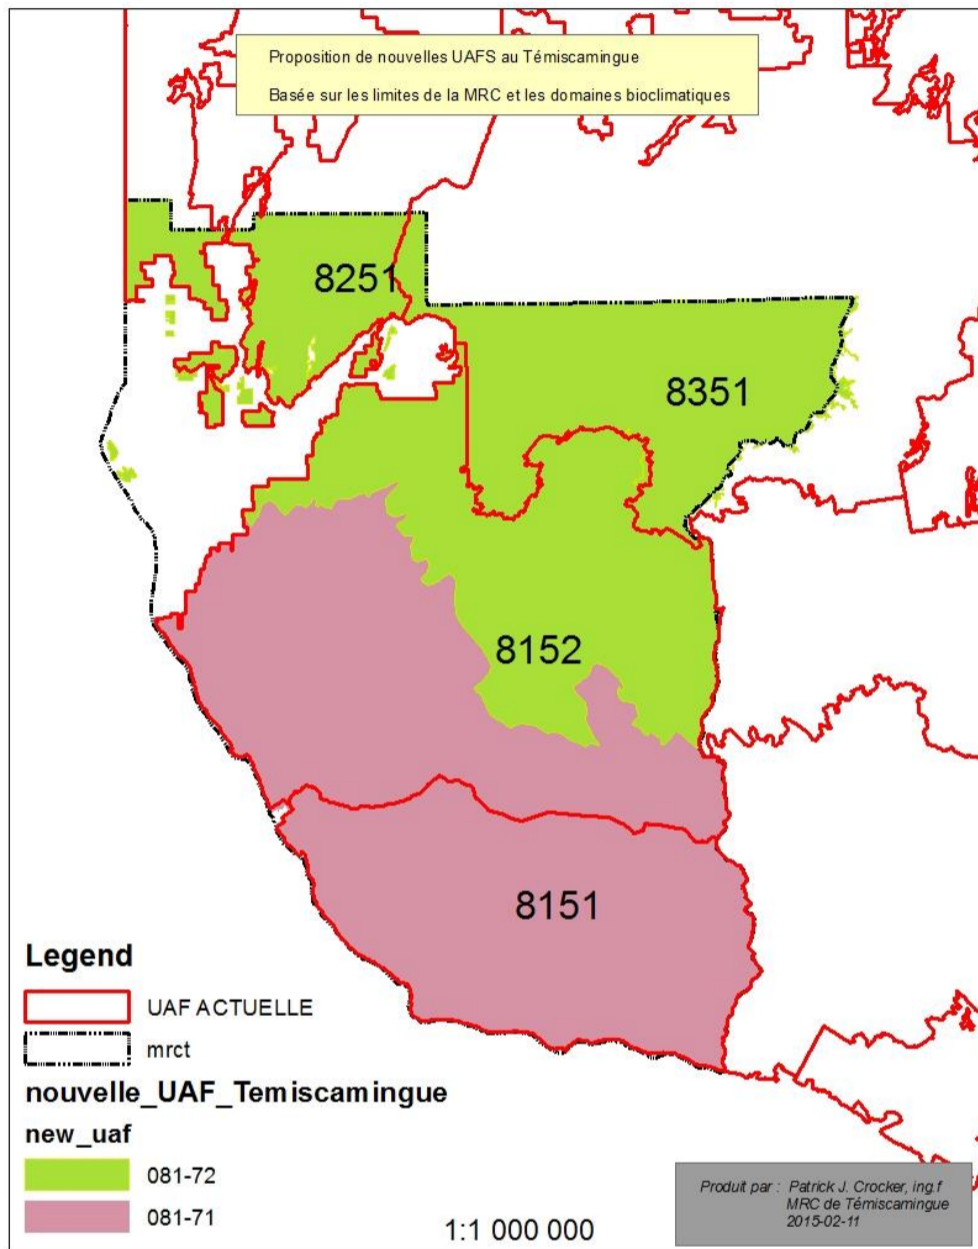 Proposition de nouvelles UAFS au Témiscamingue
Basée sur les limites de la MRC et les domaines bioclimatiques
8251
8351
8152
8151
Legend
UAF ACTUELLE
mrct
nouvelle_UAF_Temiscamingue
new_uaf
081-72
081-71
1:1 000 000
Produit par : Patrick J. Crocker, ing.f
MRC de Témiscamingue
2015-02-11